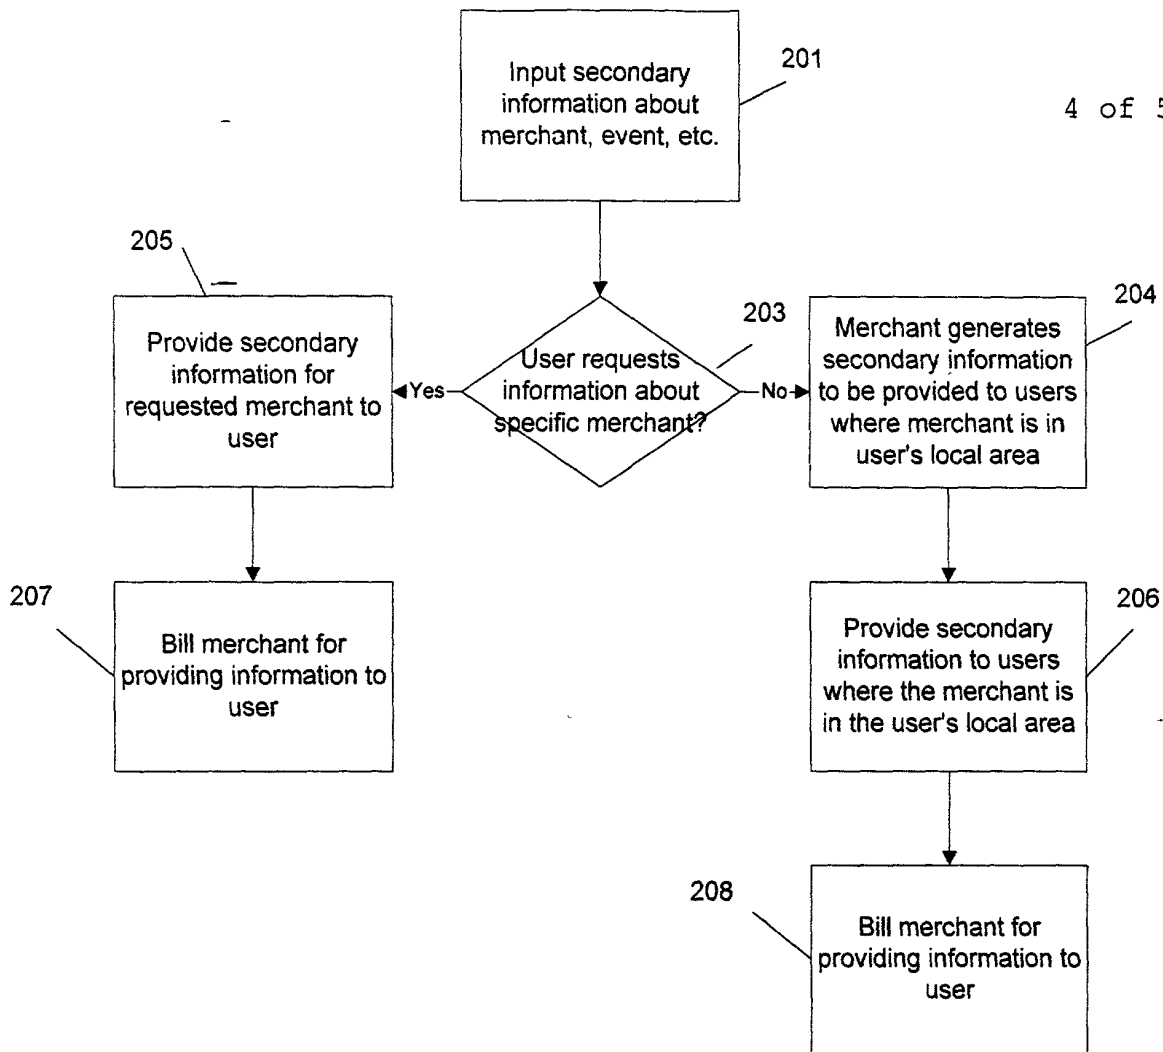 Input secondary
information about
merchant, event, etc.
201
4 of 5
205
Provide secondary
information for
requested merchant to
user
Yes
User requests
information about
specific merchant?
203
No
Merchant generates
secondary information
to be provided to users
where merchant is in
user's local area
204
207
Bill merchant for
providing information to
user
Provide secondary
information to users
where the merchant is
in the user's local area
206
208
Bill merchant for
providing information to
user